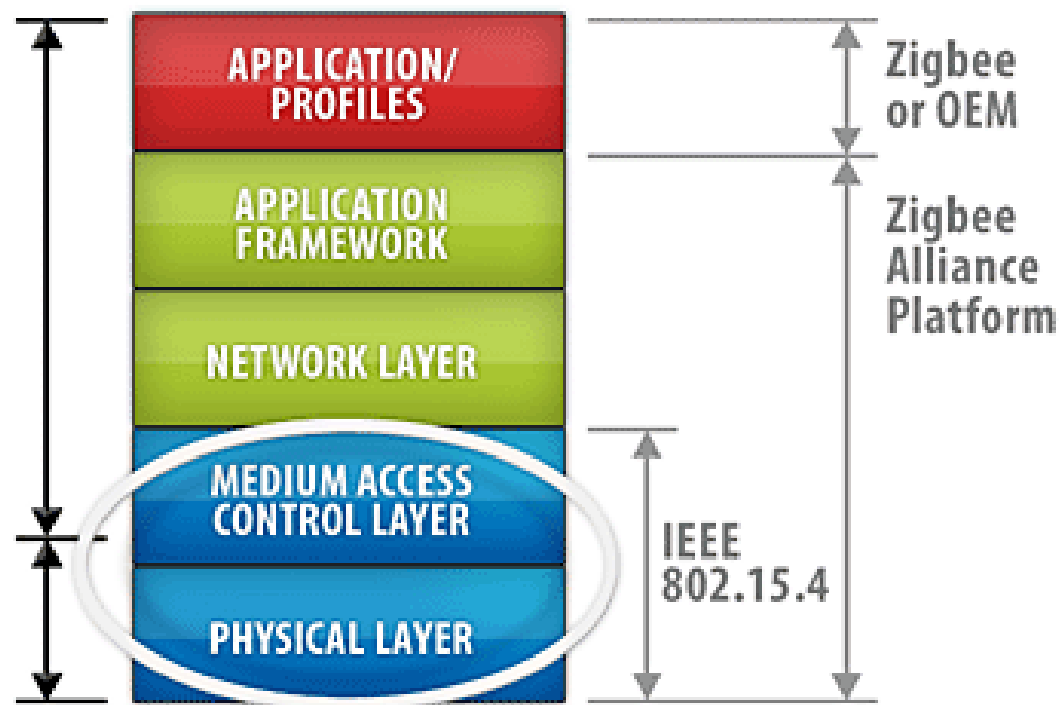 APPLICATION/
PROFILES
Zigbee
or OEM
APPLICATION
FRAMEWORK
Zigbee
Alliance
Platform
NETWORK LAYER
MEDIUM ACCESS
CONTROL LAYER
IEEE
802.15.4
PHYSICAL LAYER